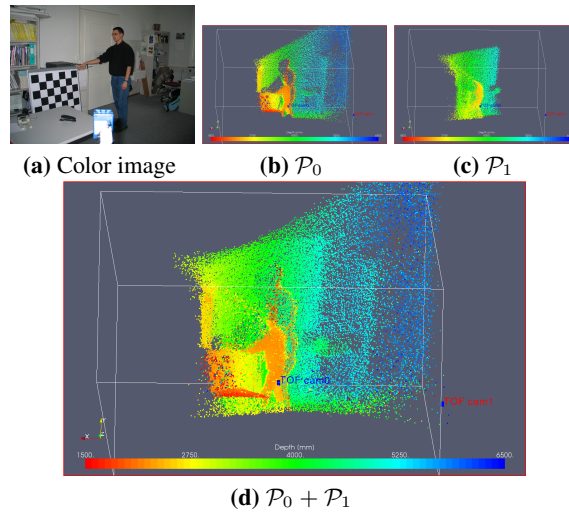 (a) Color image
(b) P₀
(c) P₁
TOF cam0
TOF cam1
Depth (mm)
1500 2750 4000 5250 6500
(d) P₀ + P₁